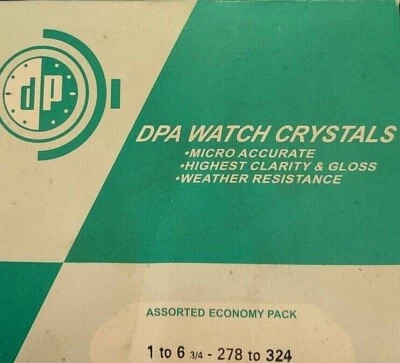 dp
DPA WATCH CRYSTALS
•MICRO ACCURATE
•HIGHEST CLARITY & GLOSS
•WEATHER RESISTANCE
ASSORTED ECONOMY PACK
1 to 6 3/4 - 278 to 324